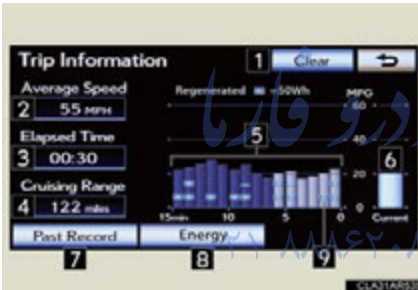 Trip Information
1
Clear
Average Speed
Regenerated = 50Wh
MPG
2
55 MPH
60
5
Elapsed Time
40
3
00:30
6
Cruising Range
20
4
122 miles
15min
10
5
0
0
Current
Past Record
Energy
7
8
9
خودرو فارما
CLA31AR53